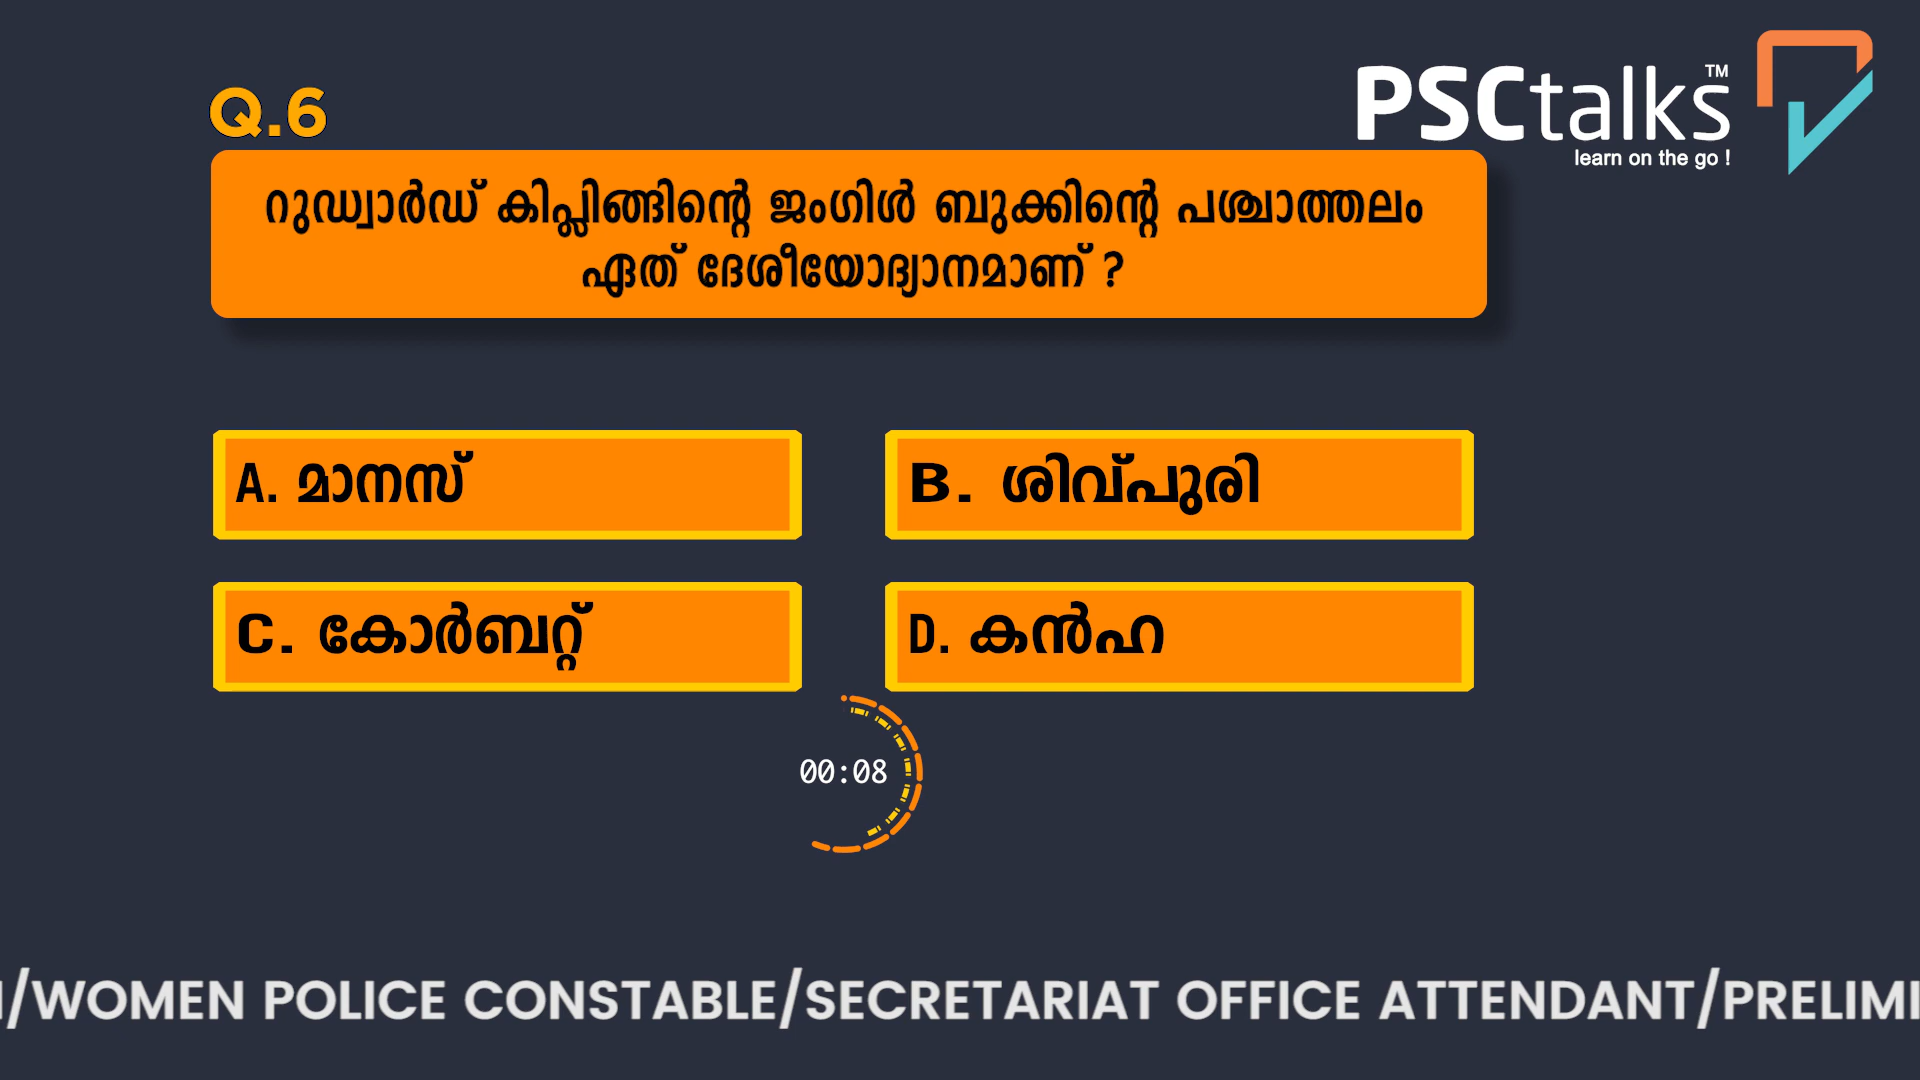 Q.6
PSCtalks™
learn on the go !
റുഡ്വാർഡ് കിപ്ലിങ്ങിന്റെ ജംഗിൾ ബുക്കിന്റെ പശ്ചാത്തലം
ഏത് ദേശീയോദ്യാനമാണ് ?
A. മാനസ്
B. ശിവ്പുരി
C. കോർബറ്റ്
D. കൻഹ
00:08
/WOMEN POLICE CONSTABLE/SECRETARIAT OFFICE ATTENDANT/PRELIMI